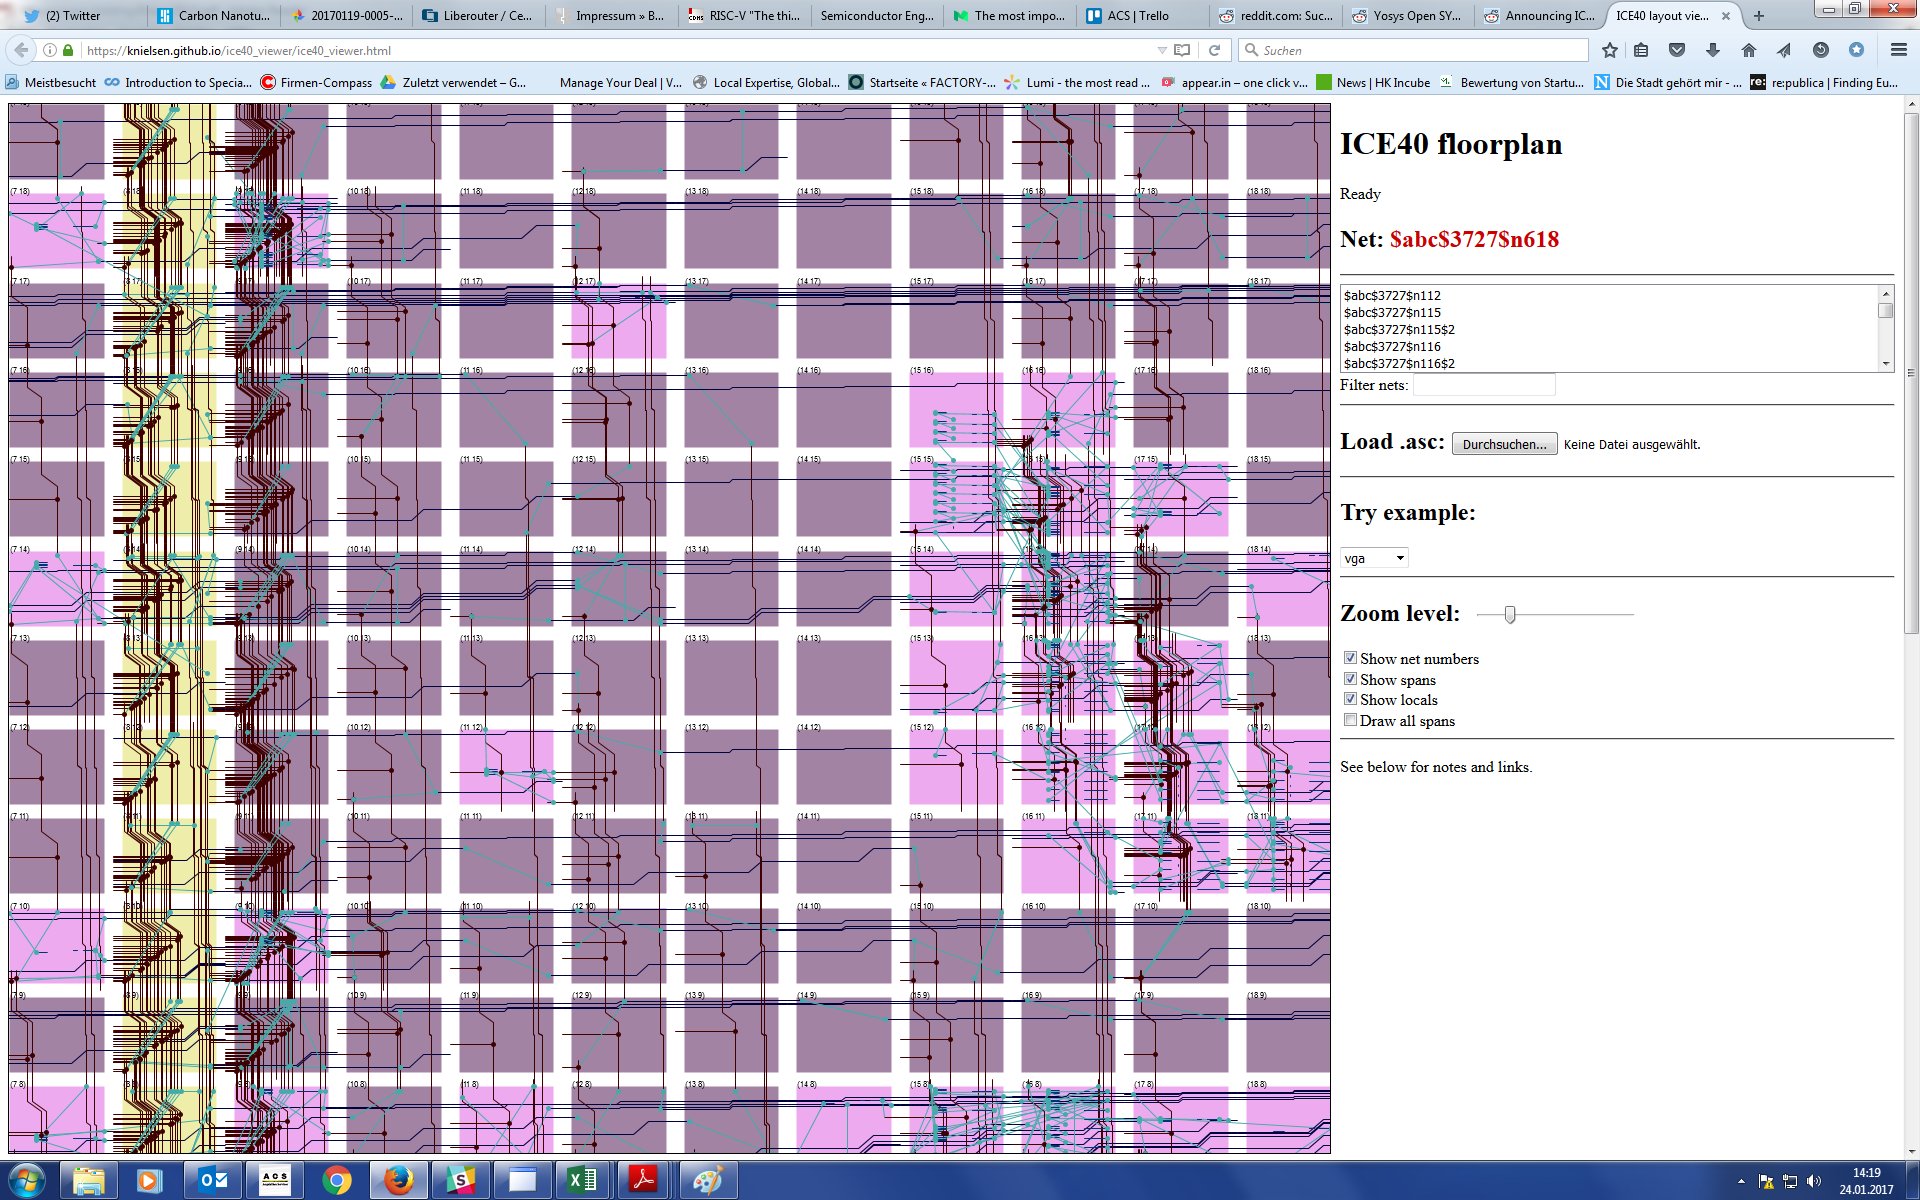 (2) Twitter
Carbon Nanotu...
20170119-0005-...
Liberouter / Ce...
Impressum » B...
RISC-V "The thi...
Semiconductor Eng...
The most impo...
ACS | Trello
reddit.com: Suc...
Yosys Open SY...
Announcing IC...
ICE40 layout vie...
https://knielsen.github.io/ice40_viewer/ice40_viewer.html
Suchen
Meistbesucht
Introduction to Specia...
Firmen-Compass
Zuletzt verwendet – G...
Manage Your Deal | V...
Local Expertise, Global...
Startseite « FACTORY-...
Lumi - the most read ...
appear.in – one click v...
News | HK Incube
Bewertung von Startu...
Die Stadt gehört mir - ...
re:publica | Finding Eu...
(7 18)
(10 18)
(11 18)
(12 18)
(13 18)
(14 18)
(15 18)
(16 18)
(17 18)
(18 18)
(7 17)
(10 17)
(11 17)
(12 17)
(13 17)
(14 17)
(15 17)
(16 17)
(17 17)
(18 17)
(7 16)
(10 16)
(11 16)
(12 16)
(13 16)
(14 16)
(15 16)
(16 16)
(17 16)
(18 16)
(7 15)
(10 15)
(11 15)
(12 15)
(13 15)
(14 15)
(15 15)
(17 15)
(18 15)
(7 14)
(10 14)
(11 14)
(12 14)
(13 14)
(14 14)
(15 14)
(18 14)
(7 13)
(10 13)
(11 13)
(12 13)
(13 13)
(14 13)
(15 13)
(16 13)
(18 13)
(7 12)
(10 12)
(11 12)
(12 12)
(13 12)
(14 12)
(15 12)
(16 12)
(17 12)
(18 12)
(7 11)
(10 11)
(11 11)
(12 11)
(13 11)
(14 11)
(15 11)
(16 11)
(17 11)
(18 11)
(7 10)
(9 10)
(10 10)
(11 10)
(12 10)
(13 10)
(14 10)
(15 10)
(16 10)
(17 10)
(18 10)
(7 9)
(10 9)
(11 9)
(12 9)
(13 9)
(14 9)
(15 9)
(16 9)
(17 9)
(18 9)
(7 8)
(10 8)
(11 8)
(12 8)
(13 8)
(14 8)
(15 8)
(16 8)
(17 8)
(18 8)
ICE40 floorplan
Ready
Net: $abc$3727$n618
$abc$3727$n112
$abc$3727$n115
$abc$3727$n115$2
$abc$3727$n116
$abc$3727$n116$2
Filter nets:
Load .asc: Durchsuchen... Keine Datei ausgewählt.
Try example:
vga
Zoom level:
Show net numbers
Show spans
Show locals
Draw all spans
See below for notes and links.
ACS
14:19
24.01.2017